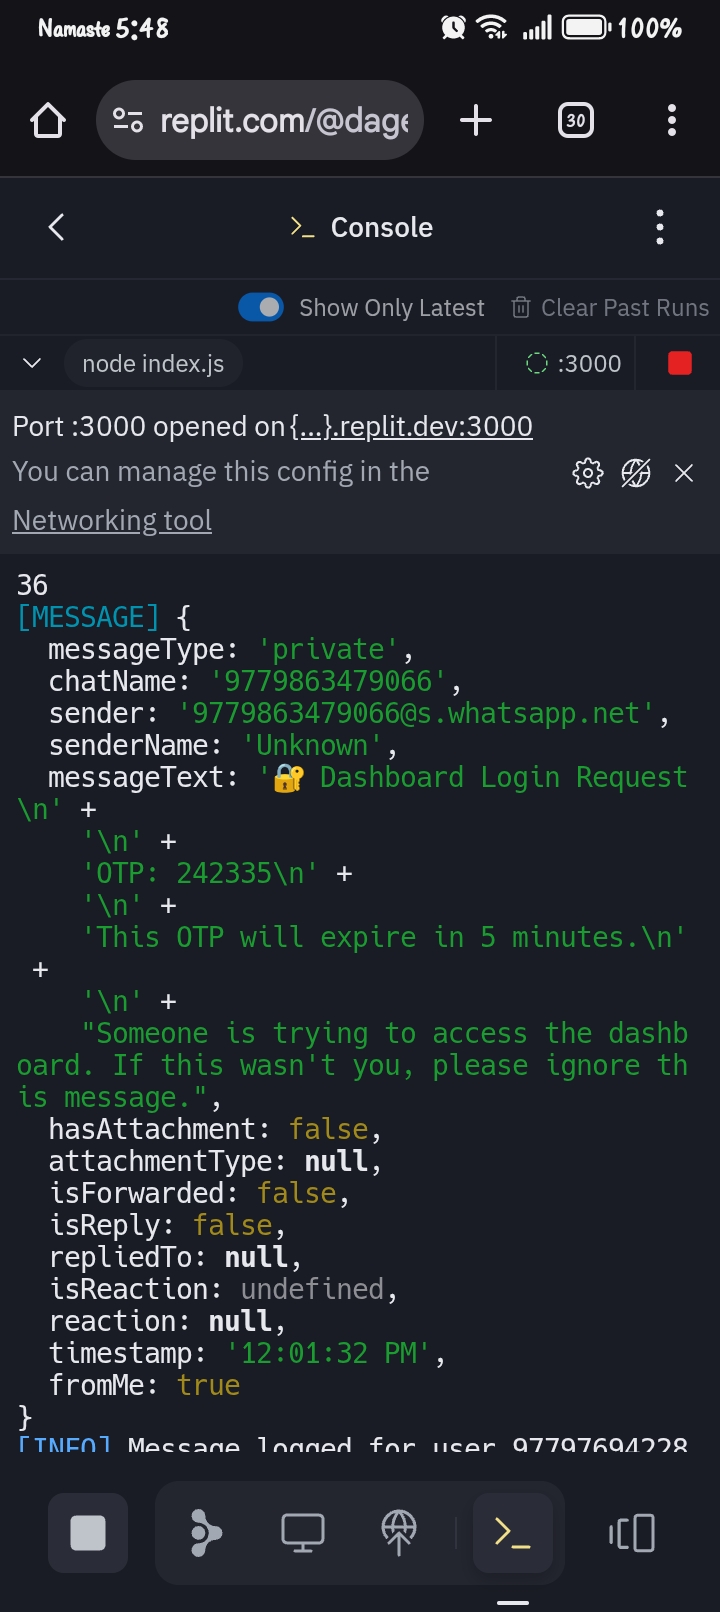 Namaste 5:48
100%
replit.com/@dage
30
Console
Show Only Latest
Clear Past Runs
node index.js
:3000
Port :3000 opened on {...}.replit.dev:3000
You can manage this config in the
Networking tool
36
[MESSAGE] {
messageType: 'private',
chatName: '9779863479066',
sender: '9779863479066@s.whatsapp.net',
senderName: 'Unknown',
messageText: '🔐 Dashboard Login Request
\n' +
'\n' +
'OTP: 242335\n' +
'\n' +
'This OTP will expire in 5 minutes.\n'
+
'\n' +
"Someone is trying to access the dashb
oard. If this wasn't you, please ignore th
is message.",
hasAttachment: false,
attachmentType: null,
isForwarded: false,
isReply: false,
repliedTo: null,
isReaction: undefined,
reaction: null,
timestamp: '12:01:32 PM',
fromMe: true
}
[INFO] Message logged for user 97797694228